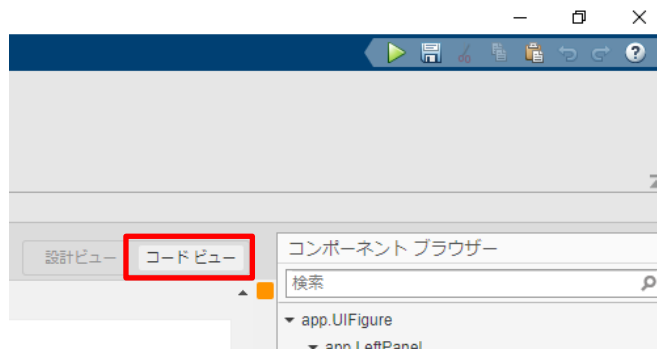 設計ビュー
コード ビュー
コンポーネント ブラウザー
検索
app.UIFigure
app.LeftPanel